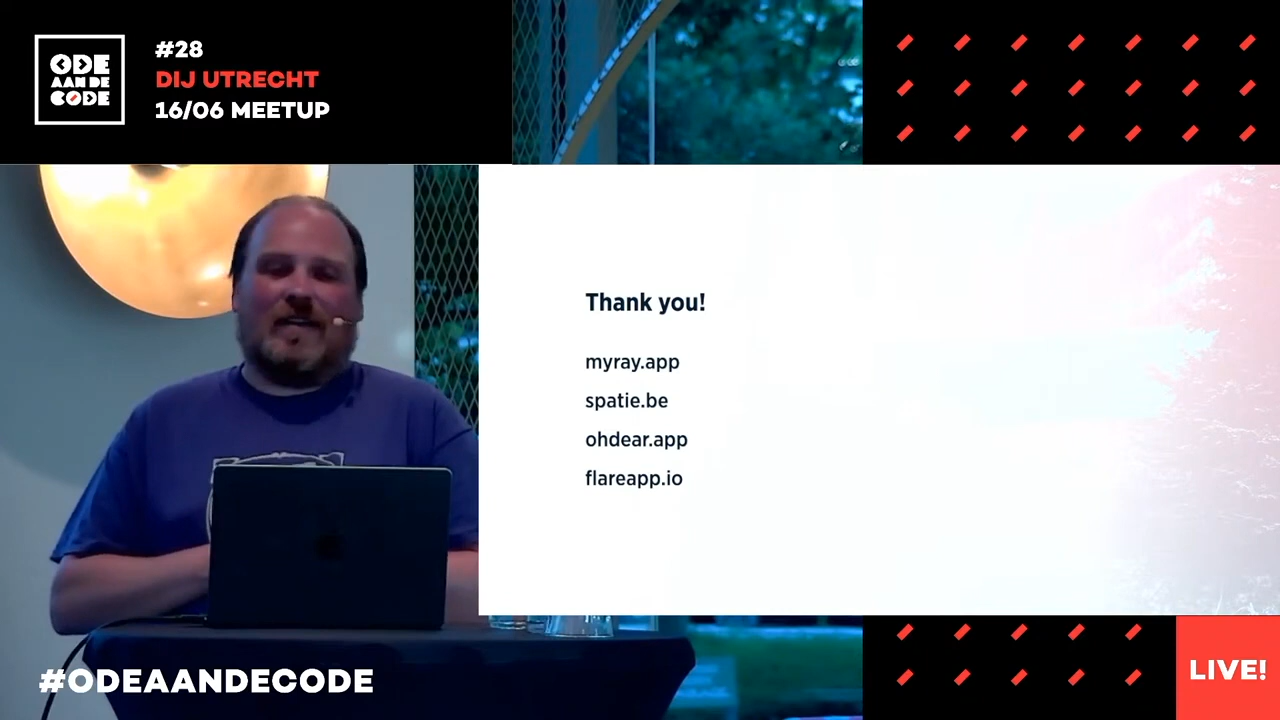 ODE
AAN DE
CODE
#28
DIJ UTRECHT
16/06 MEETUP
Thank you!
myray.app
spatie.be
ohdear.app
flareapp.io
#ODEAANDECODE
LIVE!